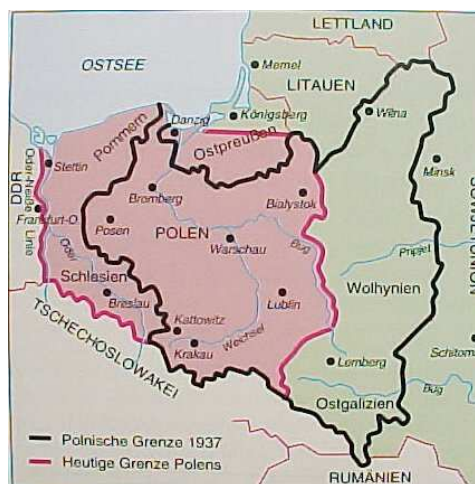 LETTLAND
OSTSEE
Memel
LITAUEN
Königsberg
Wilna
Danzig
Pommern
Ostpreußen
Stettin
Minsk
DDR
Oder-Neiße Linie
Bromberg
Bialystok
Frankfurt-O.
Posen
POLEN
Warschau
Bug
Pripjet
Oder
Schlesien
Wolhynien
Breslau
Lublin
TSCHECHOSLOWAKEI
Kattowitz
Weichsel
Krakau
Lemberg
Schitom
Bug
Ostgalizien
Polnische Grenze 1937
Heutige Grenze Polens
RUMÄNIEN